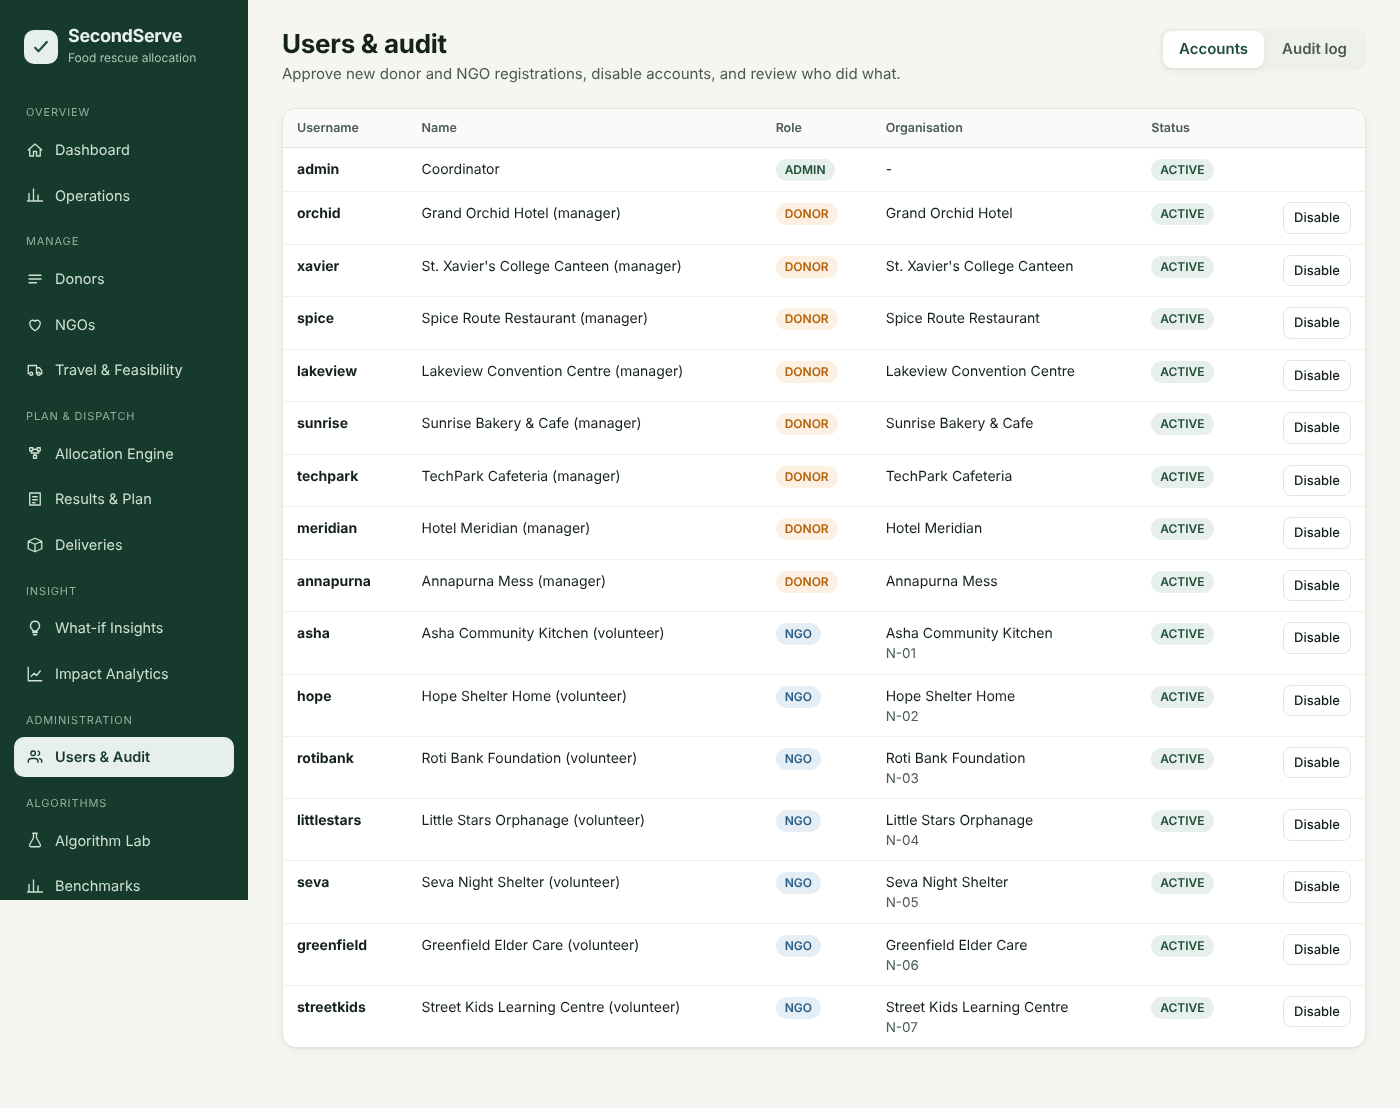 SecondServe
Food rescue allocation
OVERVIEW
Dashboard
Operations
MANAGE
Donors
NGOs
Travel & Feasibility
PLAN & DISPATCH
Allocation Engine
Results & Plan
Deliveries
INSIGHT
What-if Insights
Impact Analytics
ADMINISTRATION
Users & Audit
ALGORITHMS
Algorithm Lab
Benchmarks
Users & audit
Approve new donor and NGO registrations, disable accounts, and review who did what.
Accounts Audit log
Username Name Role Organisation Status
admin Coordinator ADMIN - ACTIVE
orchid Grand Orchid Hotel (manager) DONOR Grand Orchid Hotel ACTIVE Disable
xavier St. Xavier's College Canteen (manager) DONOR St. Xavier's College Canteen ACTIVE Disable
spice Spice Route Restaurant (manager) DONOR Spice Route Restaurant ACTIVE Disable
lakeview Lakeview Convention Centre (manager) DONOR Lakeview Convention Centre ACTIVE Disable
sunrise Sunrise Bakery & Cafe (manager) DONOR Sunrise Bakery & Cafe ACTIVE Disable
techpark TechPark Cafeteria (manager) DONOR TechPark Cafeteria ACTIVE Disable
meridian Hotel Meridian (manager) DONOR Hotel Meridian ACTIVE Disable
annapurna Annapurna Mess (manager) DONOR Annapurna Mess ACTIVE Disable
asha Asha Community Kitchen (volunteer) NGO Asha Community Kitchen ACTIVE Disable
N-01
hope Hope Shelter Home (volunteer) NGO Hope Shelter Home ACTIVE Disable
N-02
rotibank Roti Bank Foundation (volunteer) NGO Roti Bank Foundation ACTIVE Disable
N-03
littlestars Little Stars Orphanage (volunteer) NGO Little Stars Orphanage ACTIVE Disable
N-04
seva Seva Night Shelter (volunteer) NGO Seva Night Shelter ACTIVE Disable
N-05
greenfield Greenfield Elder Care (volunteer) NGO Greenfield Elder Care ACTIVE Disable
N-06
streetkids Street Kids Learning Centre (volunteer) NGO Street Kids Learning Centre ACTIVE Disable
N-07